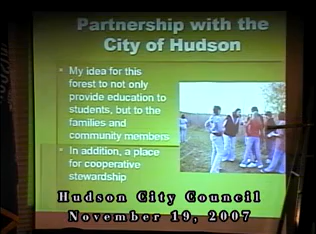 Partnership with the
City of Hudson
My idea for this
forest to not only
provide education to
students, but to the
families and
community members
In addition, a place
for cooperative
stewardship
Hudson City Council
November 19, 2007